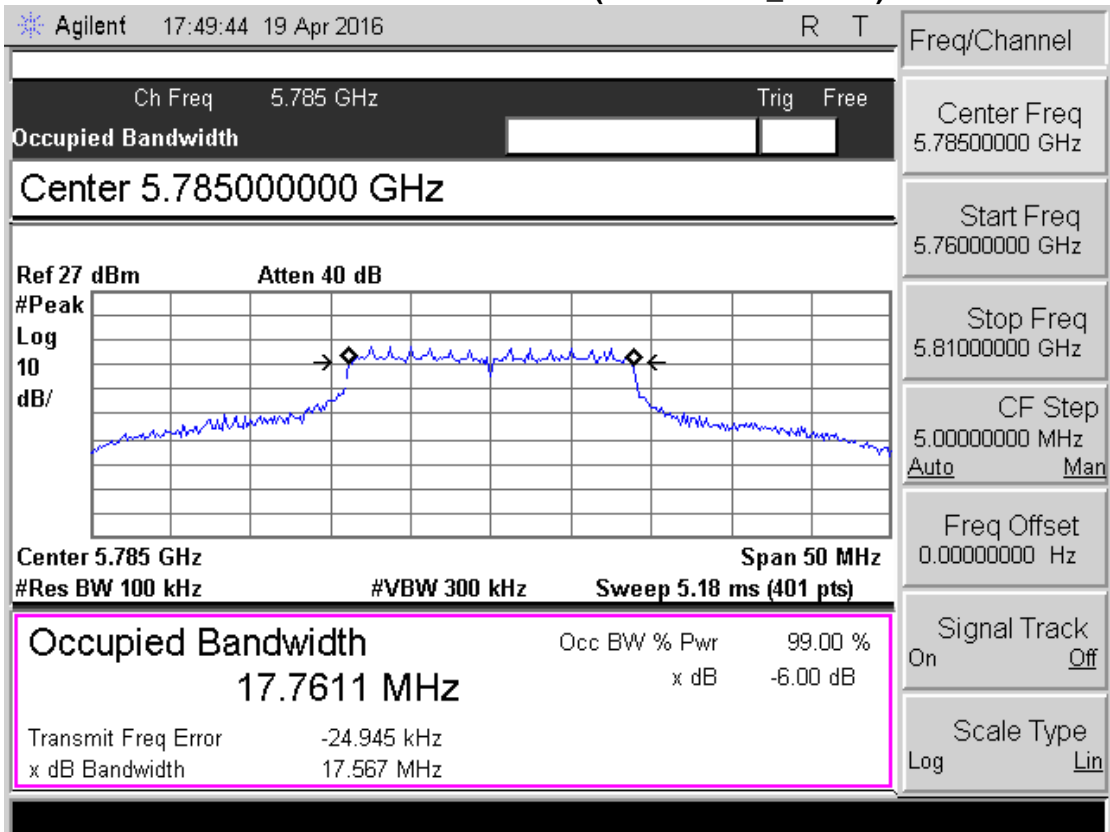 Agilent 17:49:44 19 Apr 2016 R T
Freq/Channel
Ch Freq 5.785 GHz Trig Free
Occupied Bandwidth
Center 5.785000000 GHz
Ref 27 dBm Atten 40 dB
#Peak
Log
10
dB/
Center 5.785 GHz Span 50 MHz
#Res BW 100 kHz #VBW 300 kHz Sweep 5.18 ms (401 pts)
Occupied Bandwidth
17.7611 MHz
Occ BW % Pwr 99.00 %
x dB -6.00 dB
Transmit Freq Error -24.945 kHz
x dB Bandwidth 17.567 MHz
Center Freq
5.78500000 GHz
Start Freq
5.76000000 GHz
Stop Freq
5.81000000 GHz
CF Step
5.00000000 MHz
Auto Man
Freq Offset
0.00000000 Hz
Signal Track
On Off
Scale Type
Log Lin